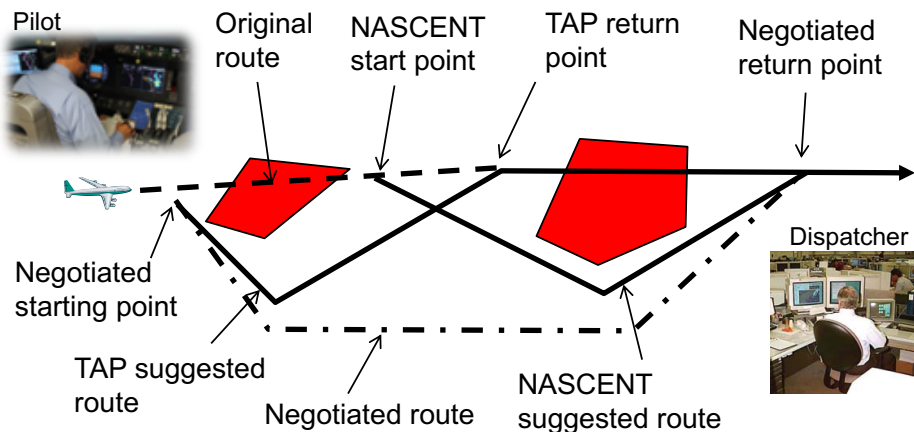 Pilot
Original
route
NASCENT
start point
TAP return
point
Negotiated
return point
Dispatcher
Negotiated
starting point
TAP suggested
route
Negotiated route
NASCENT
suggested route